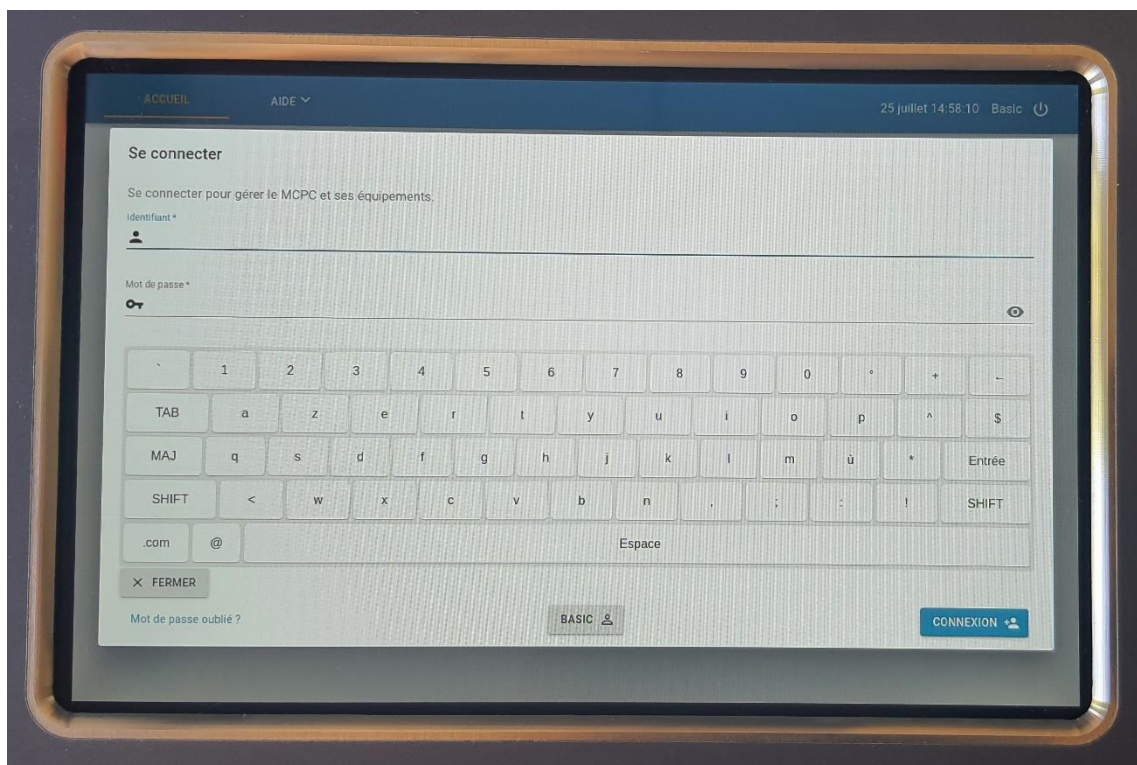 ACCUEIL AIDE 25 juillet 14:58:10 Basic
Se connecter
Se connecter pour gérer le MCPC et ses équipements.
Identifiant *
Mot de passe *
` 1 2 3 4 5 6 7 8 9 0 ° + ←
TAB a z e r t y u i o p ^ $
MAJ q s d f g h j k l m ù * Entrée
SHIFT < w x c v b n . ; : ! SHIFT
.com @ Espace
FERMER
Mot de passe oublié ? BASIC CONNEXION